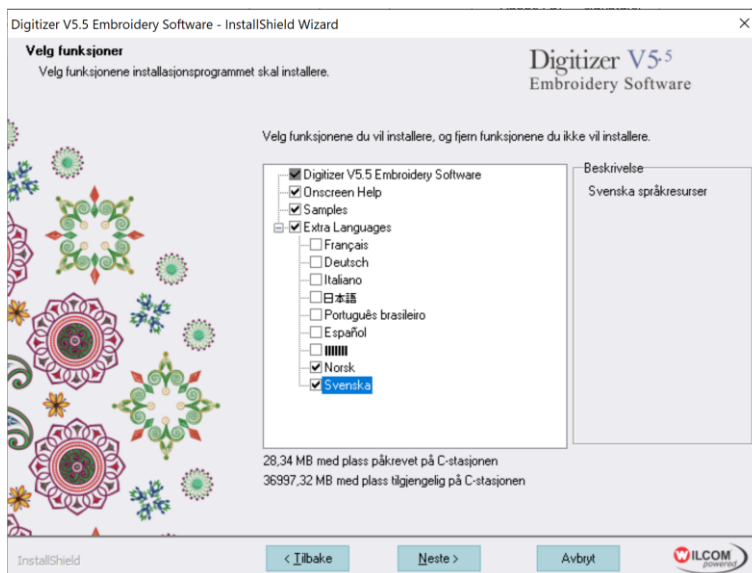 Digitizer V5.5 Embroidery Software - InstallShield Wizard
Velg funksjoner
Velg funksjonene installasjonsprogrammet skal installere.
Digitizer V5.5
Embroidery Software
Velg funksjonene du vil installere, og fjern funksjonene du ikke vil installere.
Digitizer V5.5 Embroidery Software
Onscreen Help
Samples
Extra Languages
Français
Deutsch
Italiano
日本語
Português brasileiro
Español
Norsk
Svenska
Beskrivelse
Svenska språkresurser
28,34 MB med plass påkrevet på C-stasjonen
36997,32 MB med plass tilgjengelig på C-stasjonen
InstallShield
< Tilbake
Neste >
Avbryt
WILCOM
powered